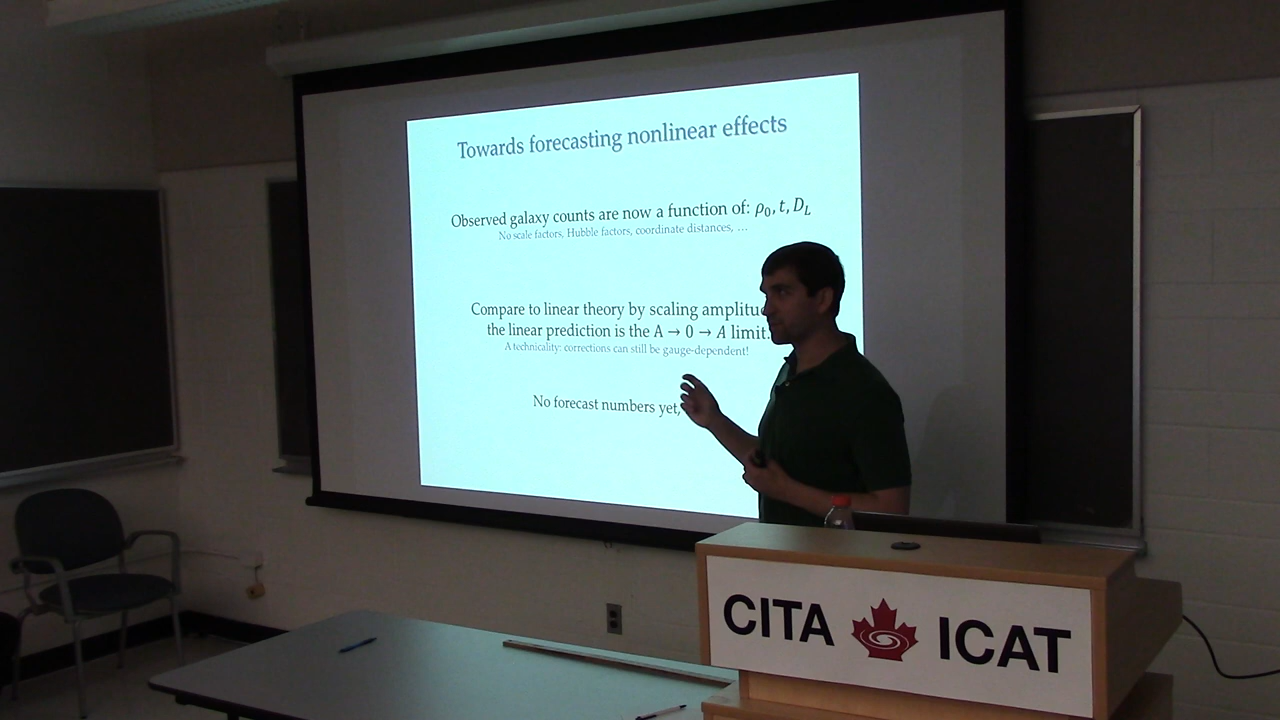 Towards forecasting nonlinear effects
Observed galaxy counts are now a function of: ρ₀, t, D_L
No scale factors, Hubble factors, coordinate distances, …
Compare to linear theory by scaling amplitu
the linear prediction is the A → 0 → A limit.
A technicality: corrections can still be gauge-dependent!
No forecast numbers yet,
CITA ICAT